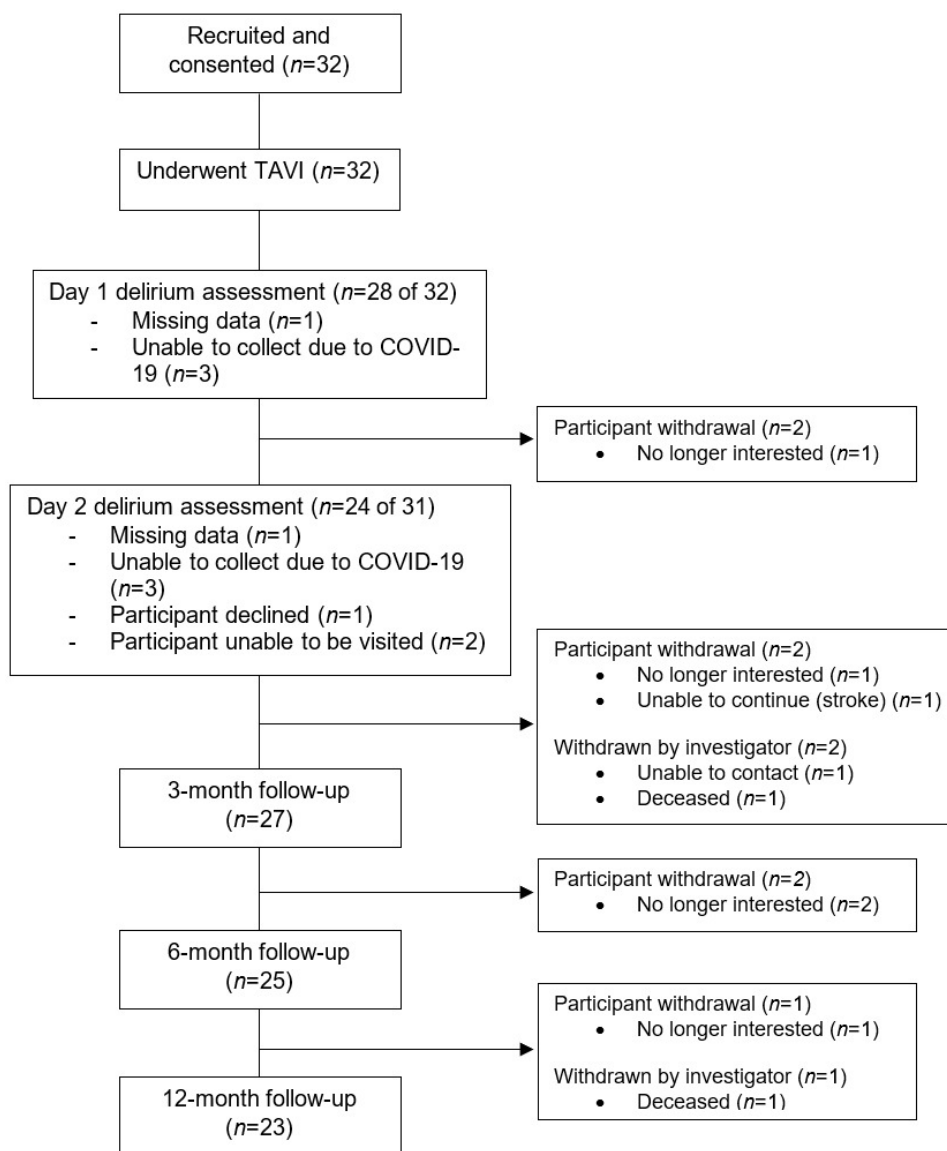 Recruited and
consented (n=32)
Underwent TAVI (n=32)
Day 1 delirium assessment (n=28 of 32)
- Missing data (n=1)
- Unable to collect due to COVID-
19 (n=3)
Participant withdrawal (n=2)
• No longer interested (n=1)
Day 2 delirium assessment (n=24 of 31)
- Missing data (n=1)
- Unable to collect due to COVID-19
(n=3)
- Participant declined (n=1)
- Participant unable to be visited (n=2)
Participant withdrawal (n=2)
• No longer interested (n=1)
• Unable to continue (stroke) (n=1)
Withdrawn by investigator (n=2)
• Unable to contact (n=1)
• Deceased (n=1)
3-month follow-up
(n=27)
Participant withdrawal (n=2)
• No longer interested (n=2)
6-month follow-up
(n=25)
Participant withdrawal (n=1)
• No longer interested (n=1)
Withdrawn by investigator (n=1)
• Deceased (n=1)
12-month follow-up
(n=23)